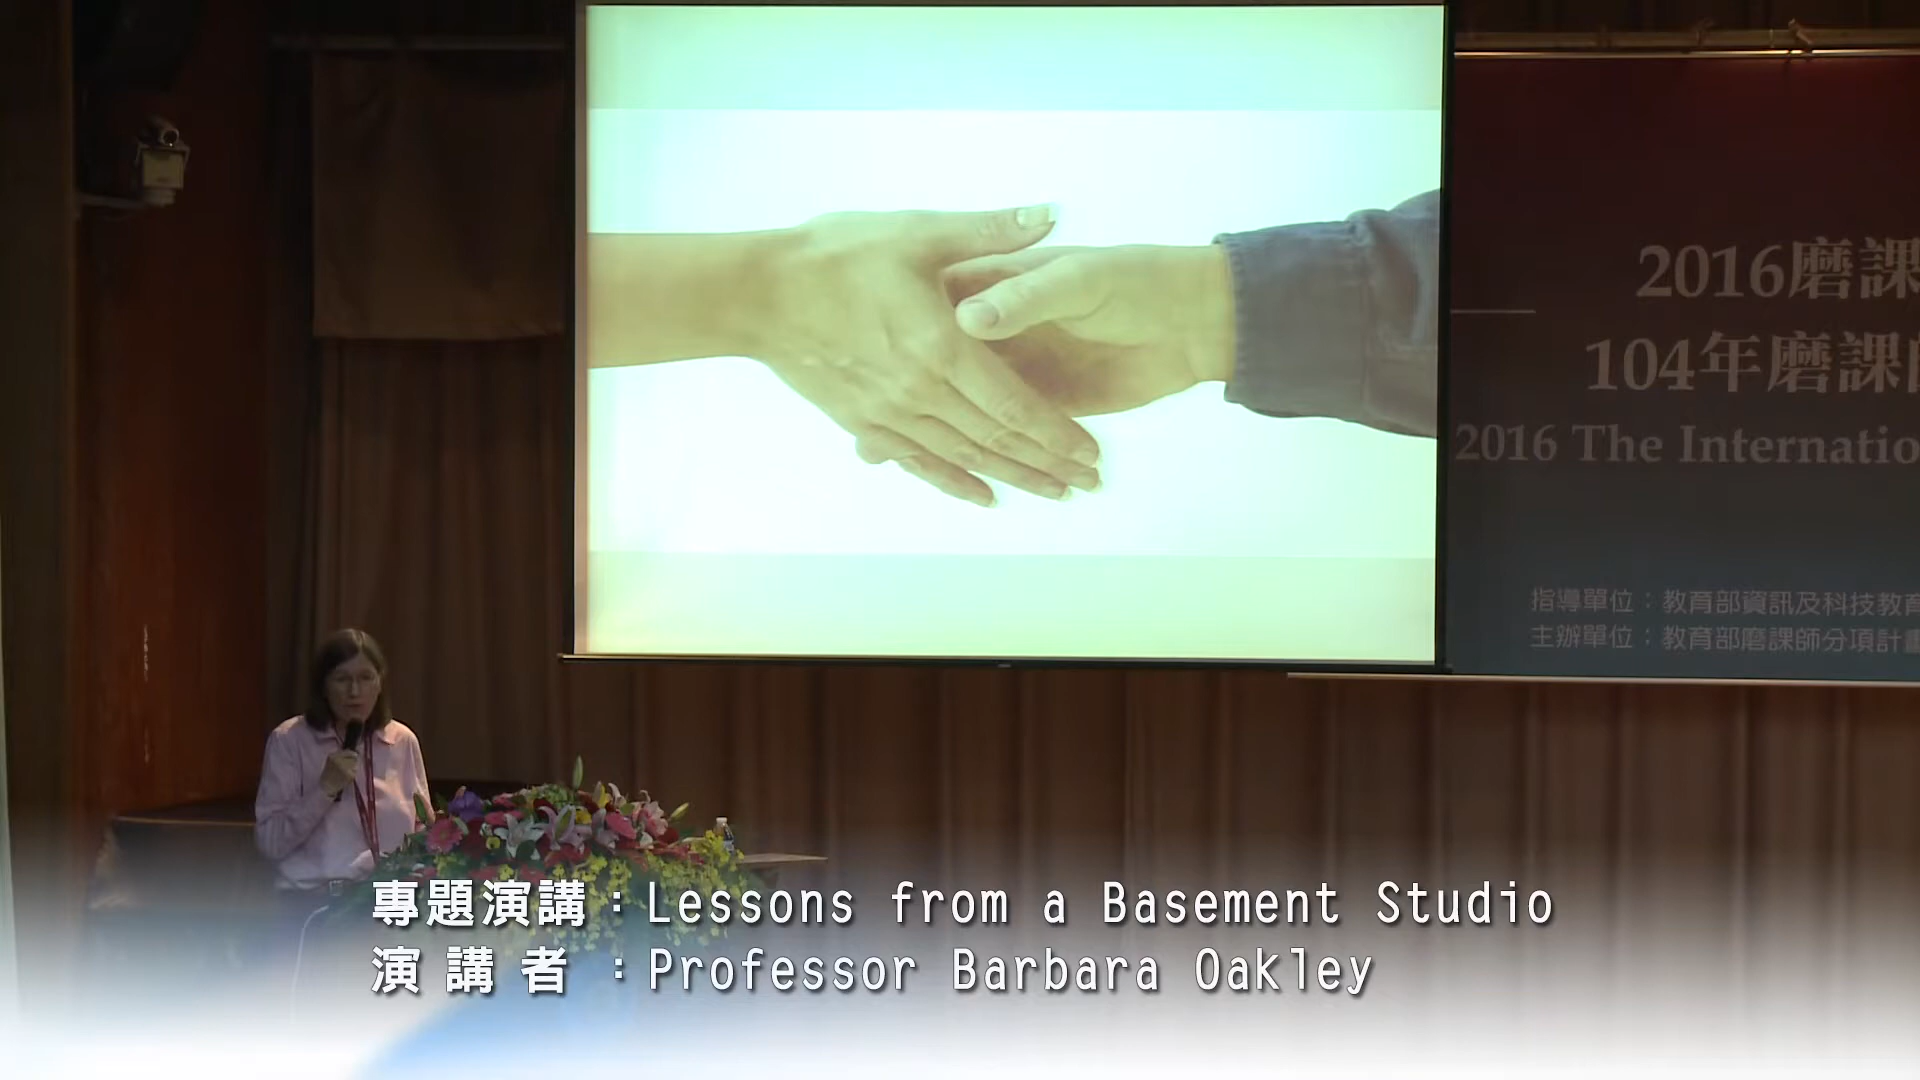 2016磨課
104年磨課
2016 The Internatio
指導單位：教育部資訊及科技教育
主辦單位：教育部磨課師分項計畫
專題演講：Lessons from a Basement Studio
演講者：Professor Barbara Oakley